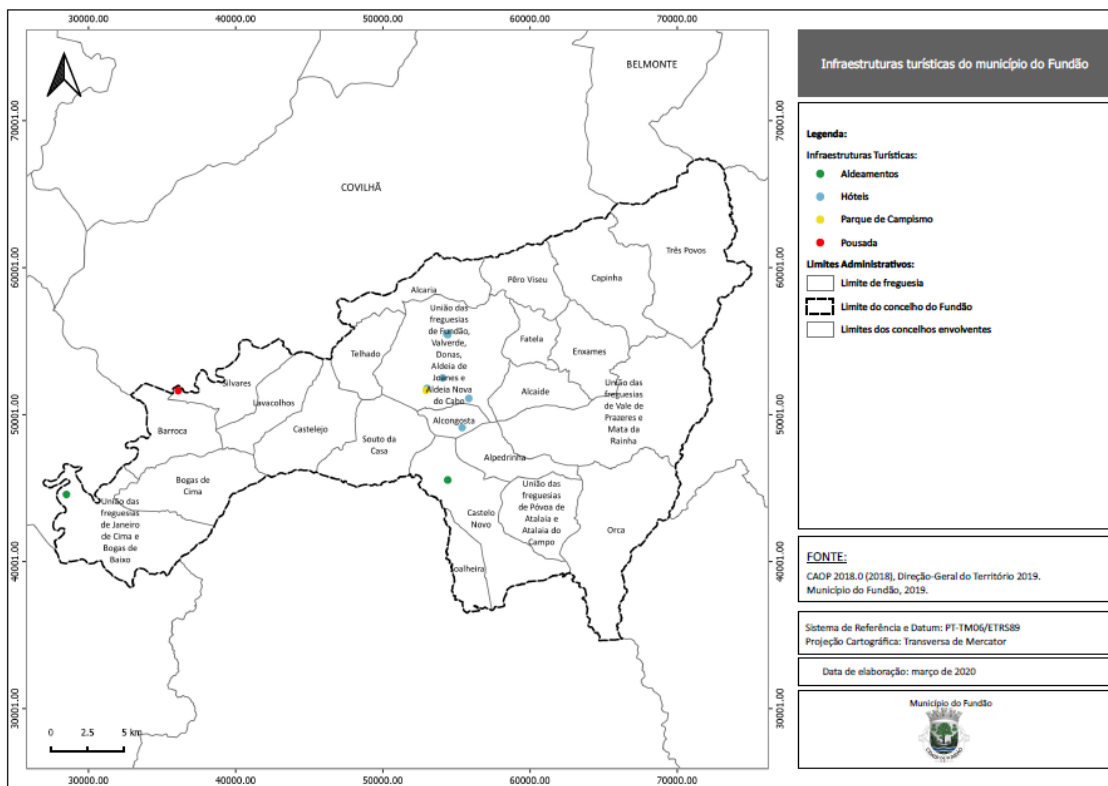 30000.00 40000.00 50000.00 60000.00 70000.00
BELMONTE
70001.00 70001.00
COVILHÃ
Três Povos
60001.00 60001.00
Pêro Viseu
Capinha
Alcaria
União das
freguesias
de Fundão,
Valverde,
Donas,
Aldeia de
Joanes e
Aldeia Nova
do Cabo
Fatela
Enxames
Telhado
Silvares
Lavacolhos
Alcaide
União das
freguesias
de Vale de
Prazeres e
Mata da
Rainha
50001.00 50001.00
Barroca
Castelejo
Alcongosta
Souto da
Casa
Alpedrinha
Bogas de
Cima
União das
freguesias
de Janeiro
de Cima e
Bogas de
Baixo
União das
freguesias
de Póvoa de
Atalaia e
Atalaia do
Campo
Castelo
Novo
Orca
40001.00 40001.00
Soalheira
30001.00 30001.00
0 2.5 5 km
30000.00 40000.00 50000.00 60000.00 70000.00
Infraestruturas turísticas do município do Fundão
Legenda:
Infraestruturas Turísticas:
Aldeamentos
Hóteis
Parque de Campismo
Pousada
Limites Administrativos:
Limite de freguesia
Limite do concelho do Fundão
Limites dos concelhos envolventes
FONTE:
CAOP 2018.0 (2018), Direção-Geral do Território 2019.
Município do Fundão, 2019.
Sistema de Referência e Datum: PT-TM06/ETRS89
Projeção Cartográfica: Transversa de Mercator
Data de elaboração: março de 2020
Município do Fundão